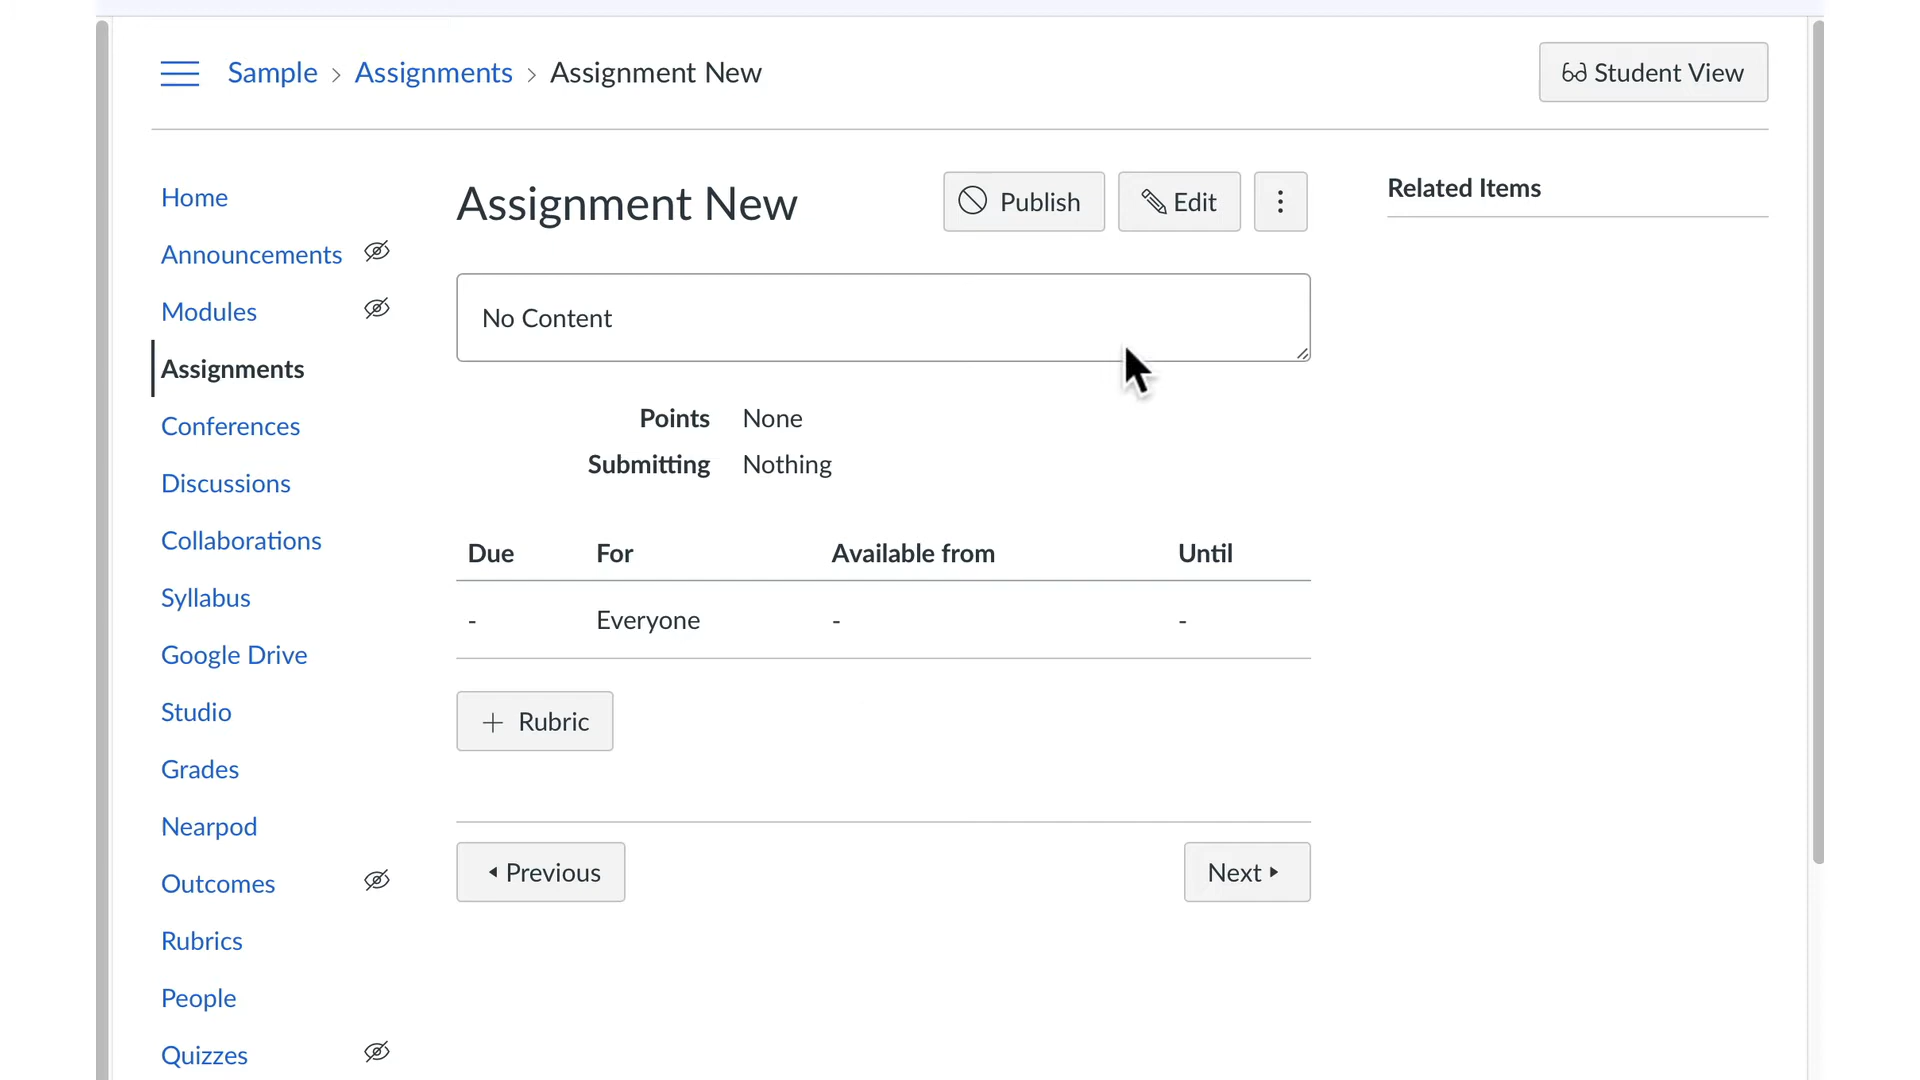 Sample > Assignments > Assignment New
Student View
Home
Announcements
Modules
Assignments
Conferences
Discussions
Collaborations
Syllabus
Google Drive
Studio
Grades
Nearpod
Outcomes
Rubrics
People
Quizzes
Assignment New
Publish
Edit
No Content
Points None
Submitting Nothing
Due For Available from Until
- Everyone - -
+ Rubric
Previous
Next
Related Items